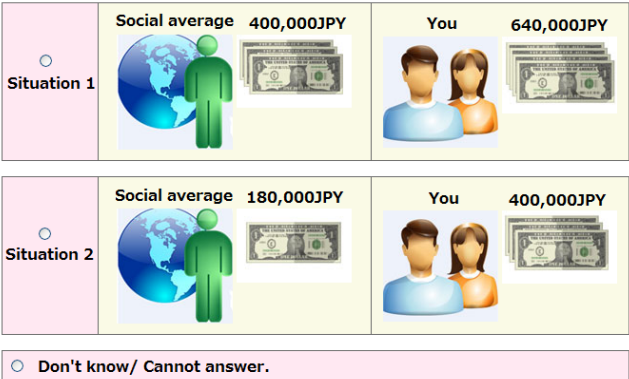 Social average 400,000JPY You 640,000JPY
Situation 1
Social average 180,000JPY You 400,000JPY
Situation 2
Don't know/ Cannot answer.